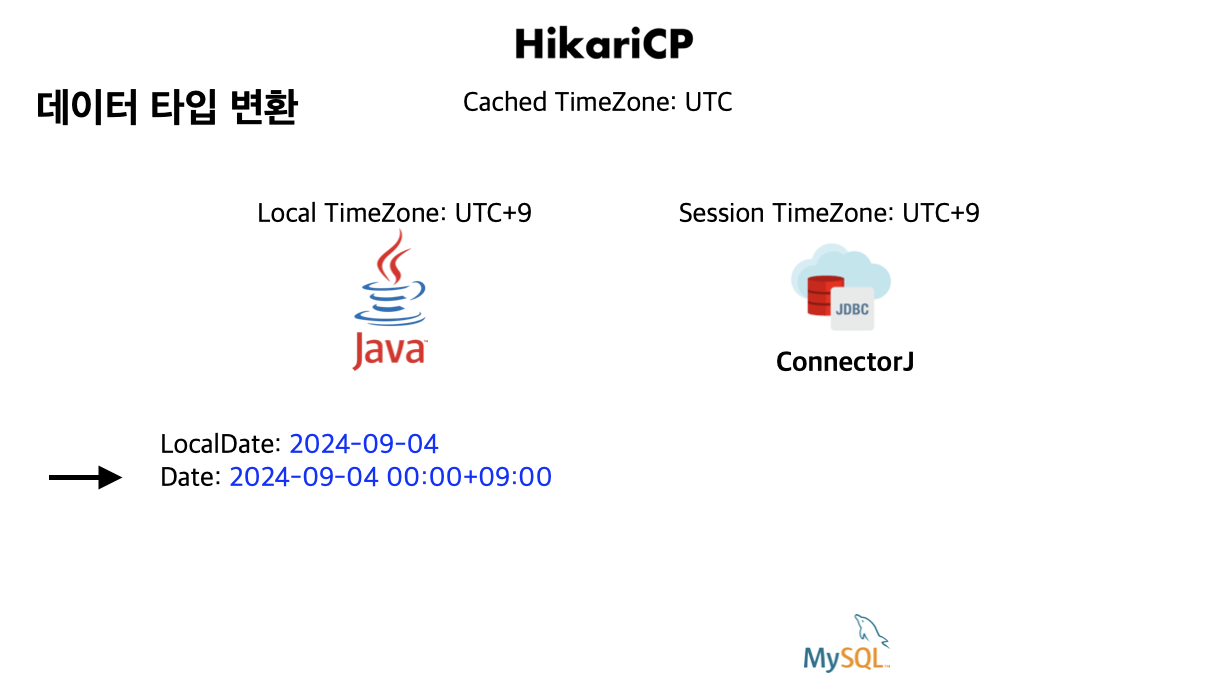 HikariCP
데이터 타입 변환
Cached TimeZone: UTC
Local TimeZone: UTC+9
Session TimeZone: UTC+9
Java
JDBC
ConnectorJ
LocalDate: 2024-09-04
Date: 2024-09-04 00:00+09:00
MySQL